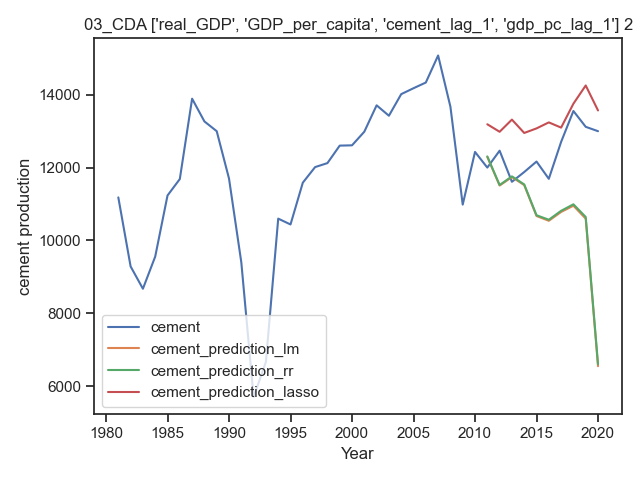 03_CDA ['real_GDP', 'GDP_per_capita', 'cement_lag_1', 'gdp_pc_lag_1'] 2
14000
12000
10000
8000
6000
cement production
cement
cement_prediction_lm
cement_prediction_rr
cement_prediction_lasso
1980 1985 1990 1995 2000 2005 2010 2015 2020
Year